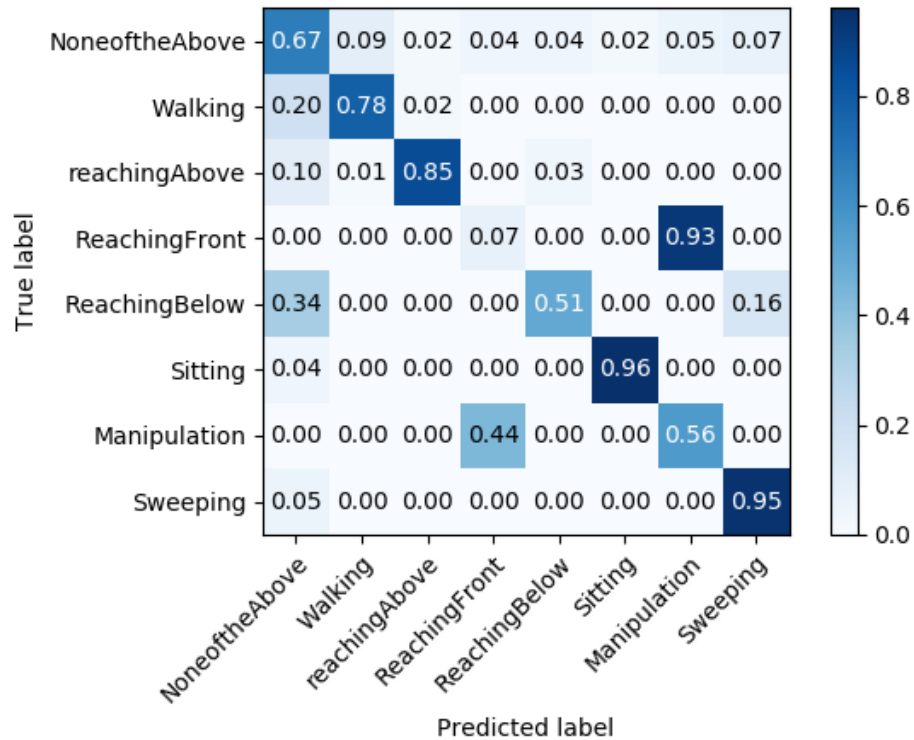 NoneoftheAbove 0.67 0.09 0.02 0.04 0.04 0.02 0.05 0.07
Walking 0.20 0.78 0.02 0.00 0.00 0.00 0.00 0.00
reachingAbove 0.10 0.01 0.85 0.00 0.03 0.00 0.00 0.00
ReachingFront 0.00 0.00 0.00 0.07 0.00 0.00 0.93 0.00
ReachingBelow 0.34 0.00 0.00 0.00 0.51 0.00 0.00 0.16
Sitting 0.04 0.00 0.00 0.00 0.00 0.96 0.00 0.00
Manipulation 0.00 0.00 0.00 0.44 0.00 0.00 0.56 0.00
Sweeping 0.05 0.00 0.00 0.00 0.00 0.00 0.00 0.95
True label
NoneoftheAbove
Walking
reachingAbove
ReachingFront
ReachingBelow
Sitting
Manipulation
Sweeping
Predicted label
0.8
0.6
0.4
0.2
0.0